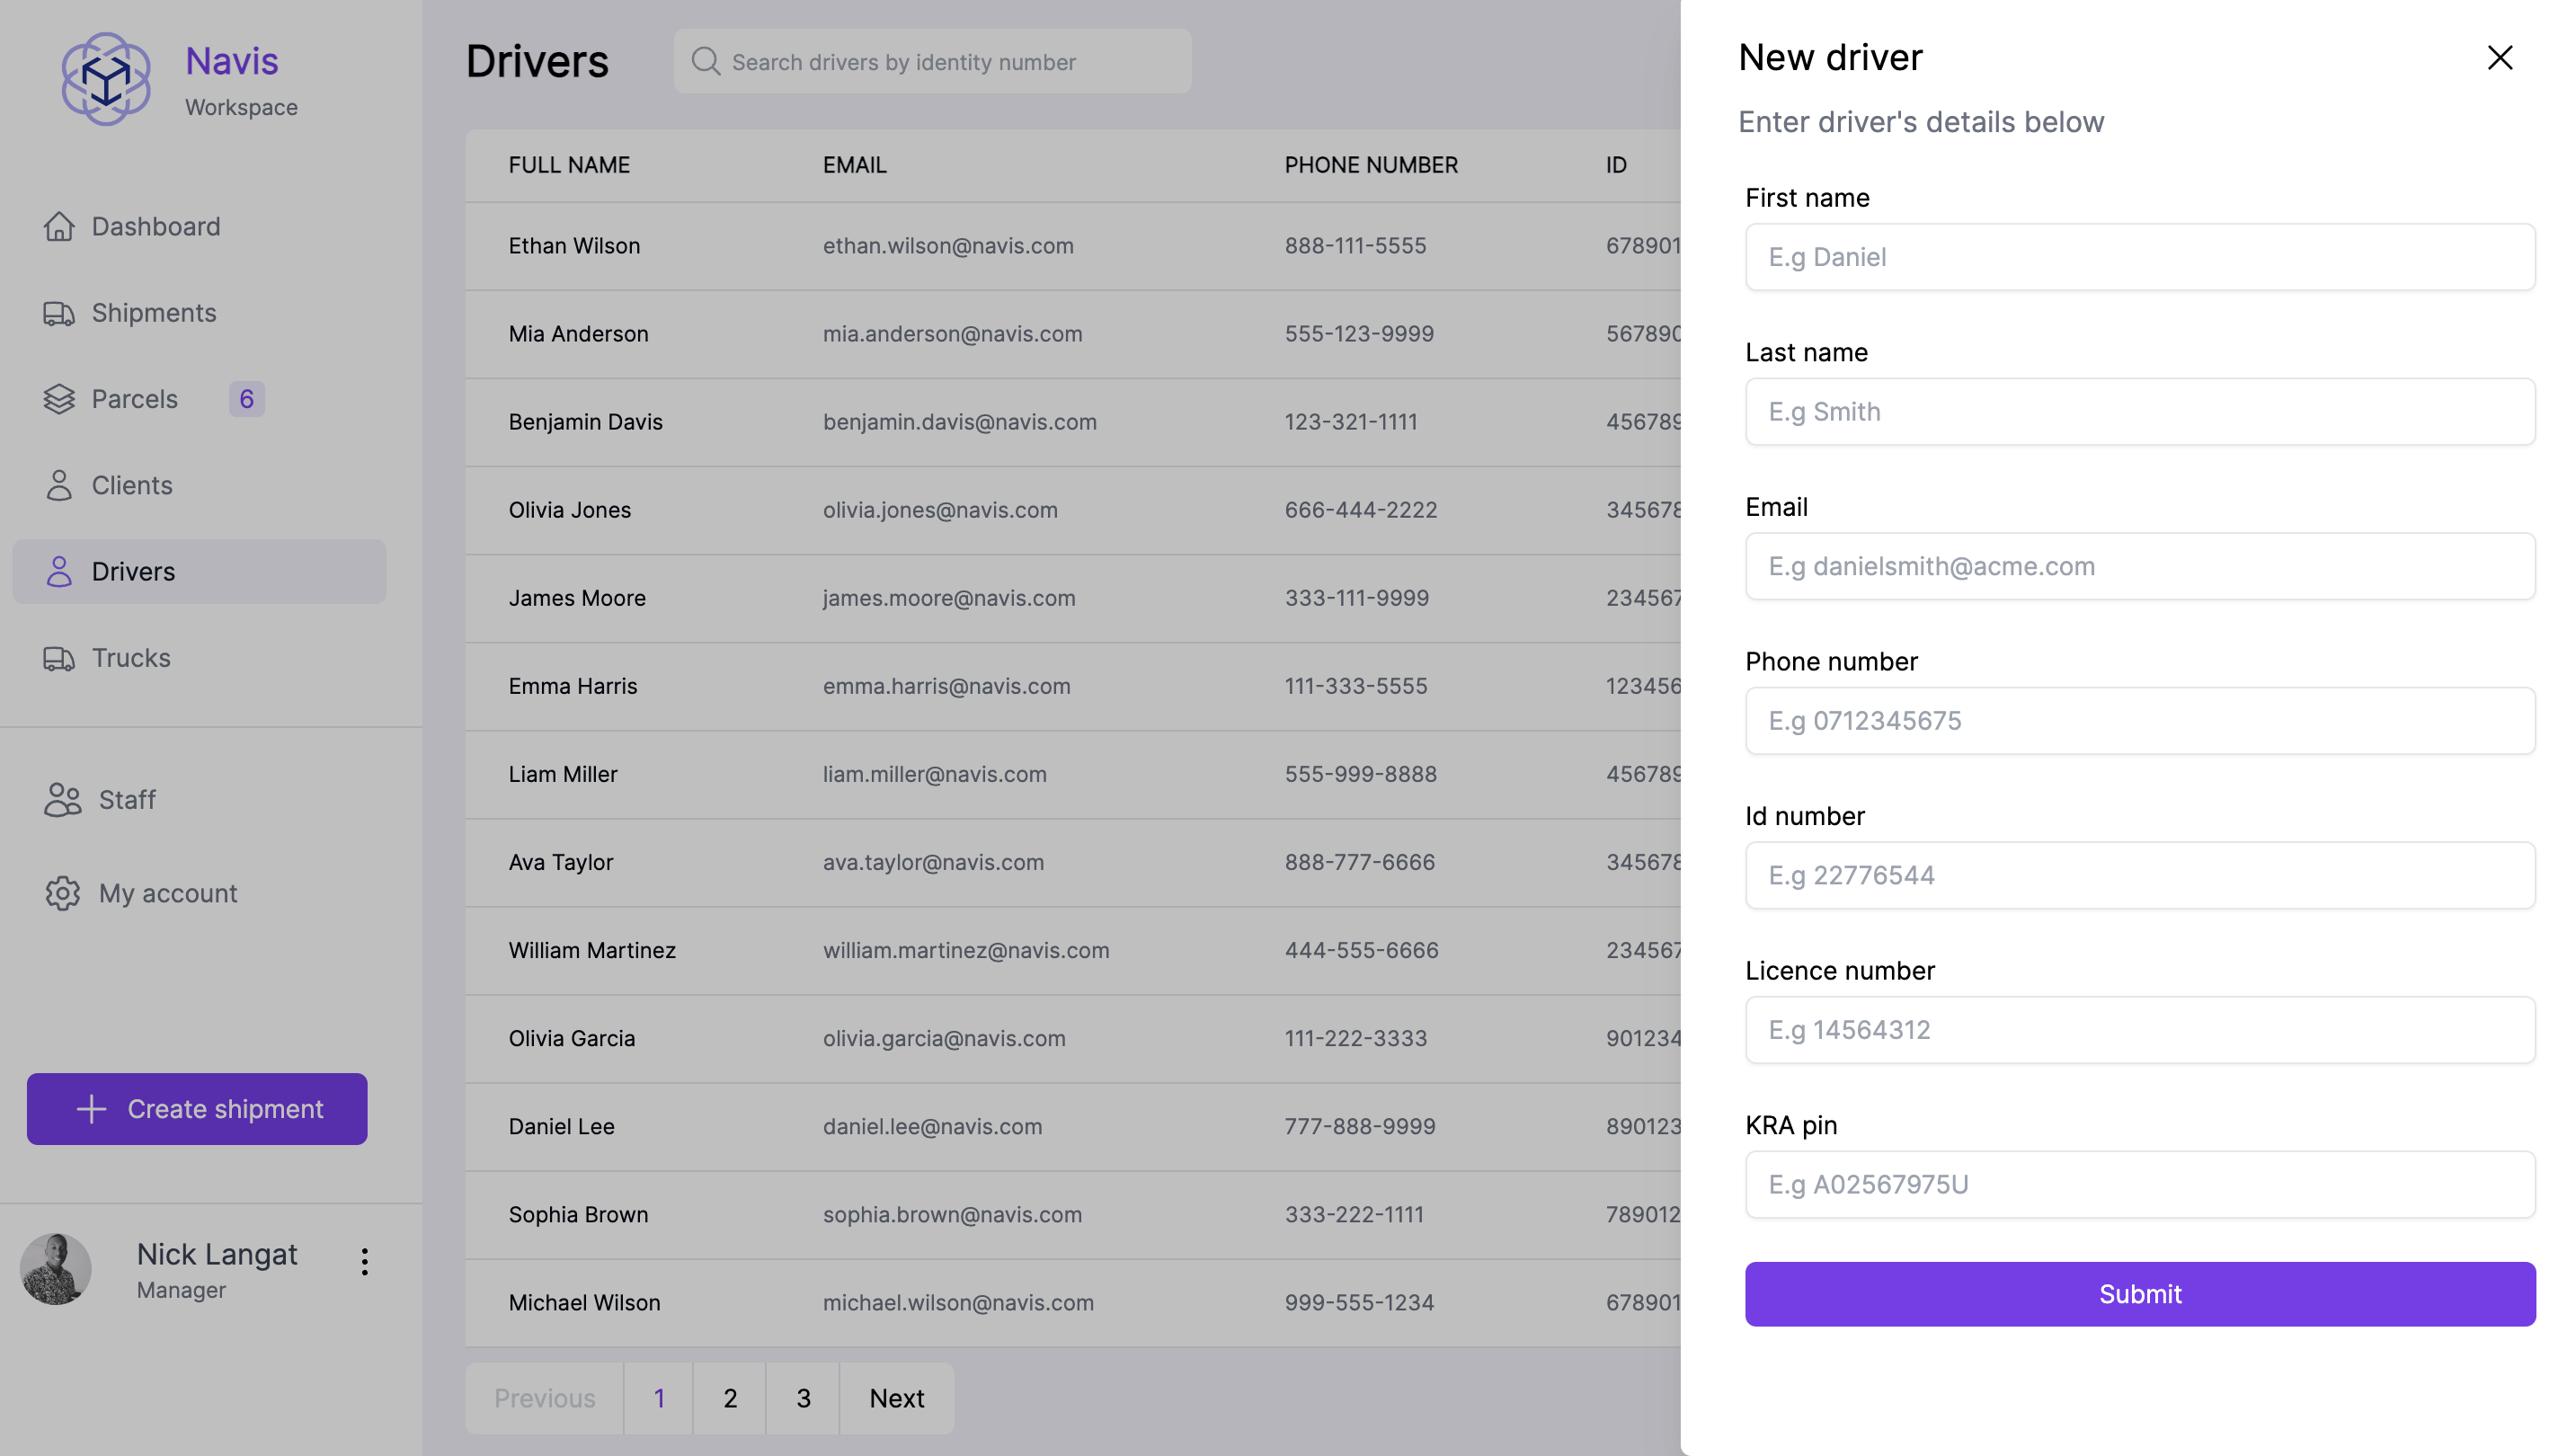 Navis
Workspace
Dashboard
Shipments
Parcels 6
Clients
Drivers
Trucks
Staff
My account
Create shipment
Nick Langat
Manager
Drivers
Search drivers by identity number
FULL NAME EMAIL PHONE NUMBER ID
Ethan Wilson ethan.wilson@navis.com 888-111-5555 678901
Mia Anderson mia.anderson@navis.com 555-123-9999 567890
Benjamin Davis benjamin.davis@navis.com 123-321-1111 456789
Olivia Jones olivia.jones@navis.com 666-444-2222 345678
James Moore james.moore@navis.com 333-111-9999 234567
Emma Harris emma.harris@navis.com 111-333-5555 123456
Liam Miller liam.miller@navis.com 555-999-8888 456789
Ava Taylor ava.taylor@navis.com 888-777-6666 345678
William Martinez william.martinez@navis.com 444-555-6666 234567
Olivia Garcia olivia.garcia@navis.com 111-222-3333 901234
Daniel Lee daniel.lee@navis.com 777-888-9999 890123
Sophia Brown sophia.brown@navis.com 333-222-1111 789012
Michael Wilson michael.wilson@navis.com 999-555-1234 678901
Previous 1 2 3 Next
New driver
Enter driver's details below
First name
E.g Daniel
Last name
E.g Smith
Email
E.g danielsmith@acme.com
Phone number
E.g 0712345675
Id number
E.g 22776544
Licence number
E.g 14564312
KRA pin
E.g A02567975U
Submit